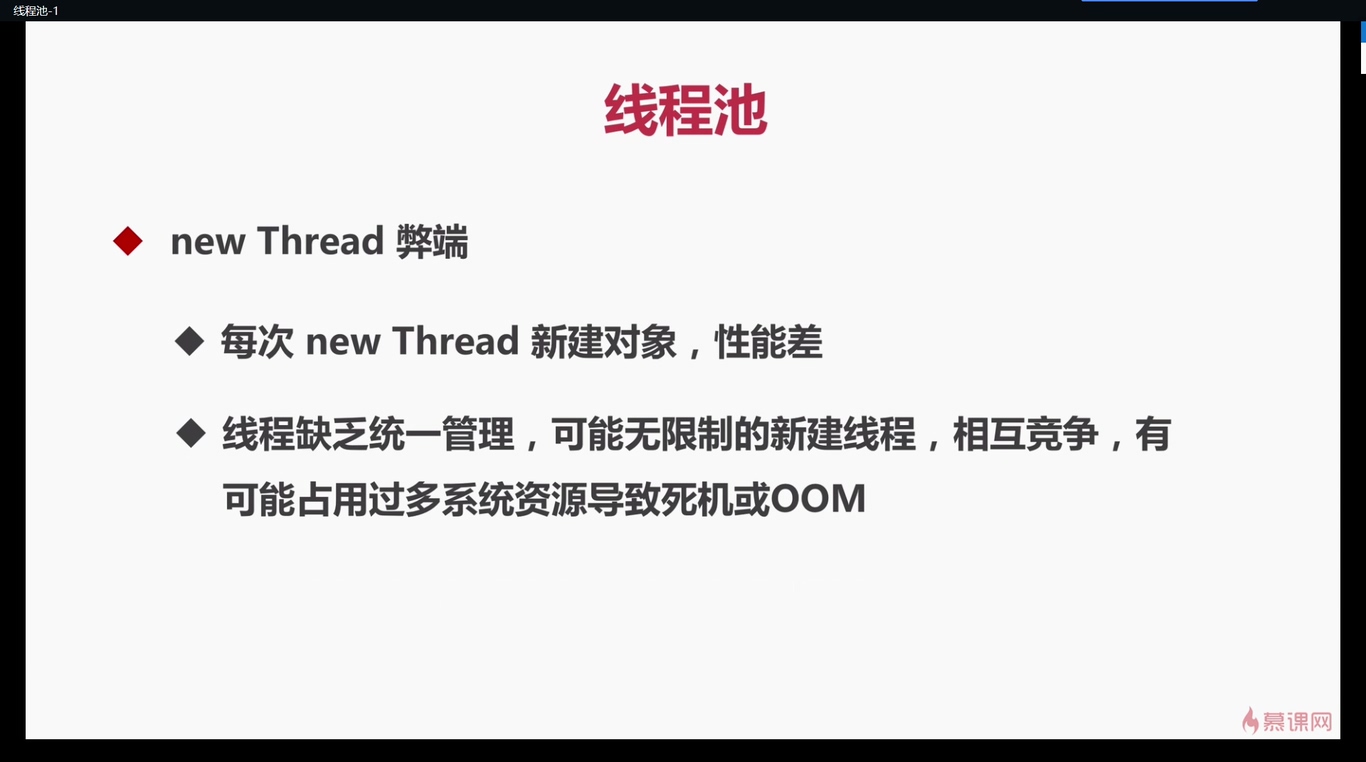 线程池-1
线程池
new Thread 弊端
每次 new Thread 新建对象，性能差
线程缺乏统一管理，可能无限制的新建线程，相互竞争，有
可能占用过多系统资源导致死机或OOM
慕课网